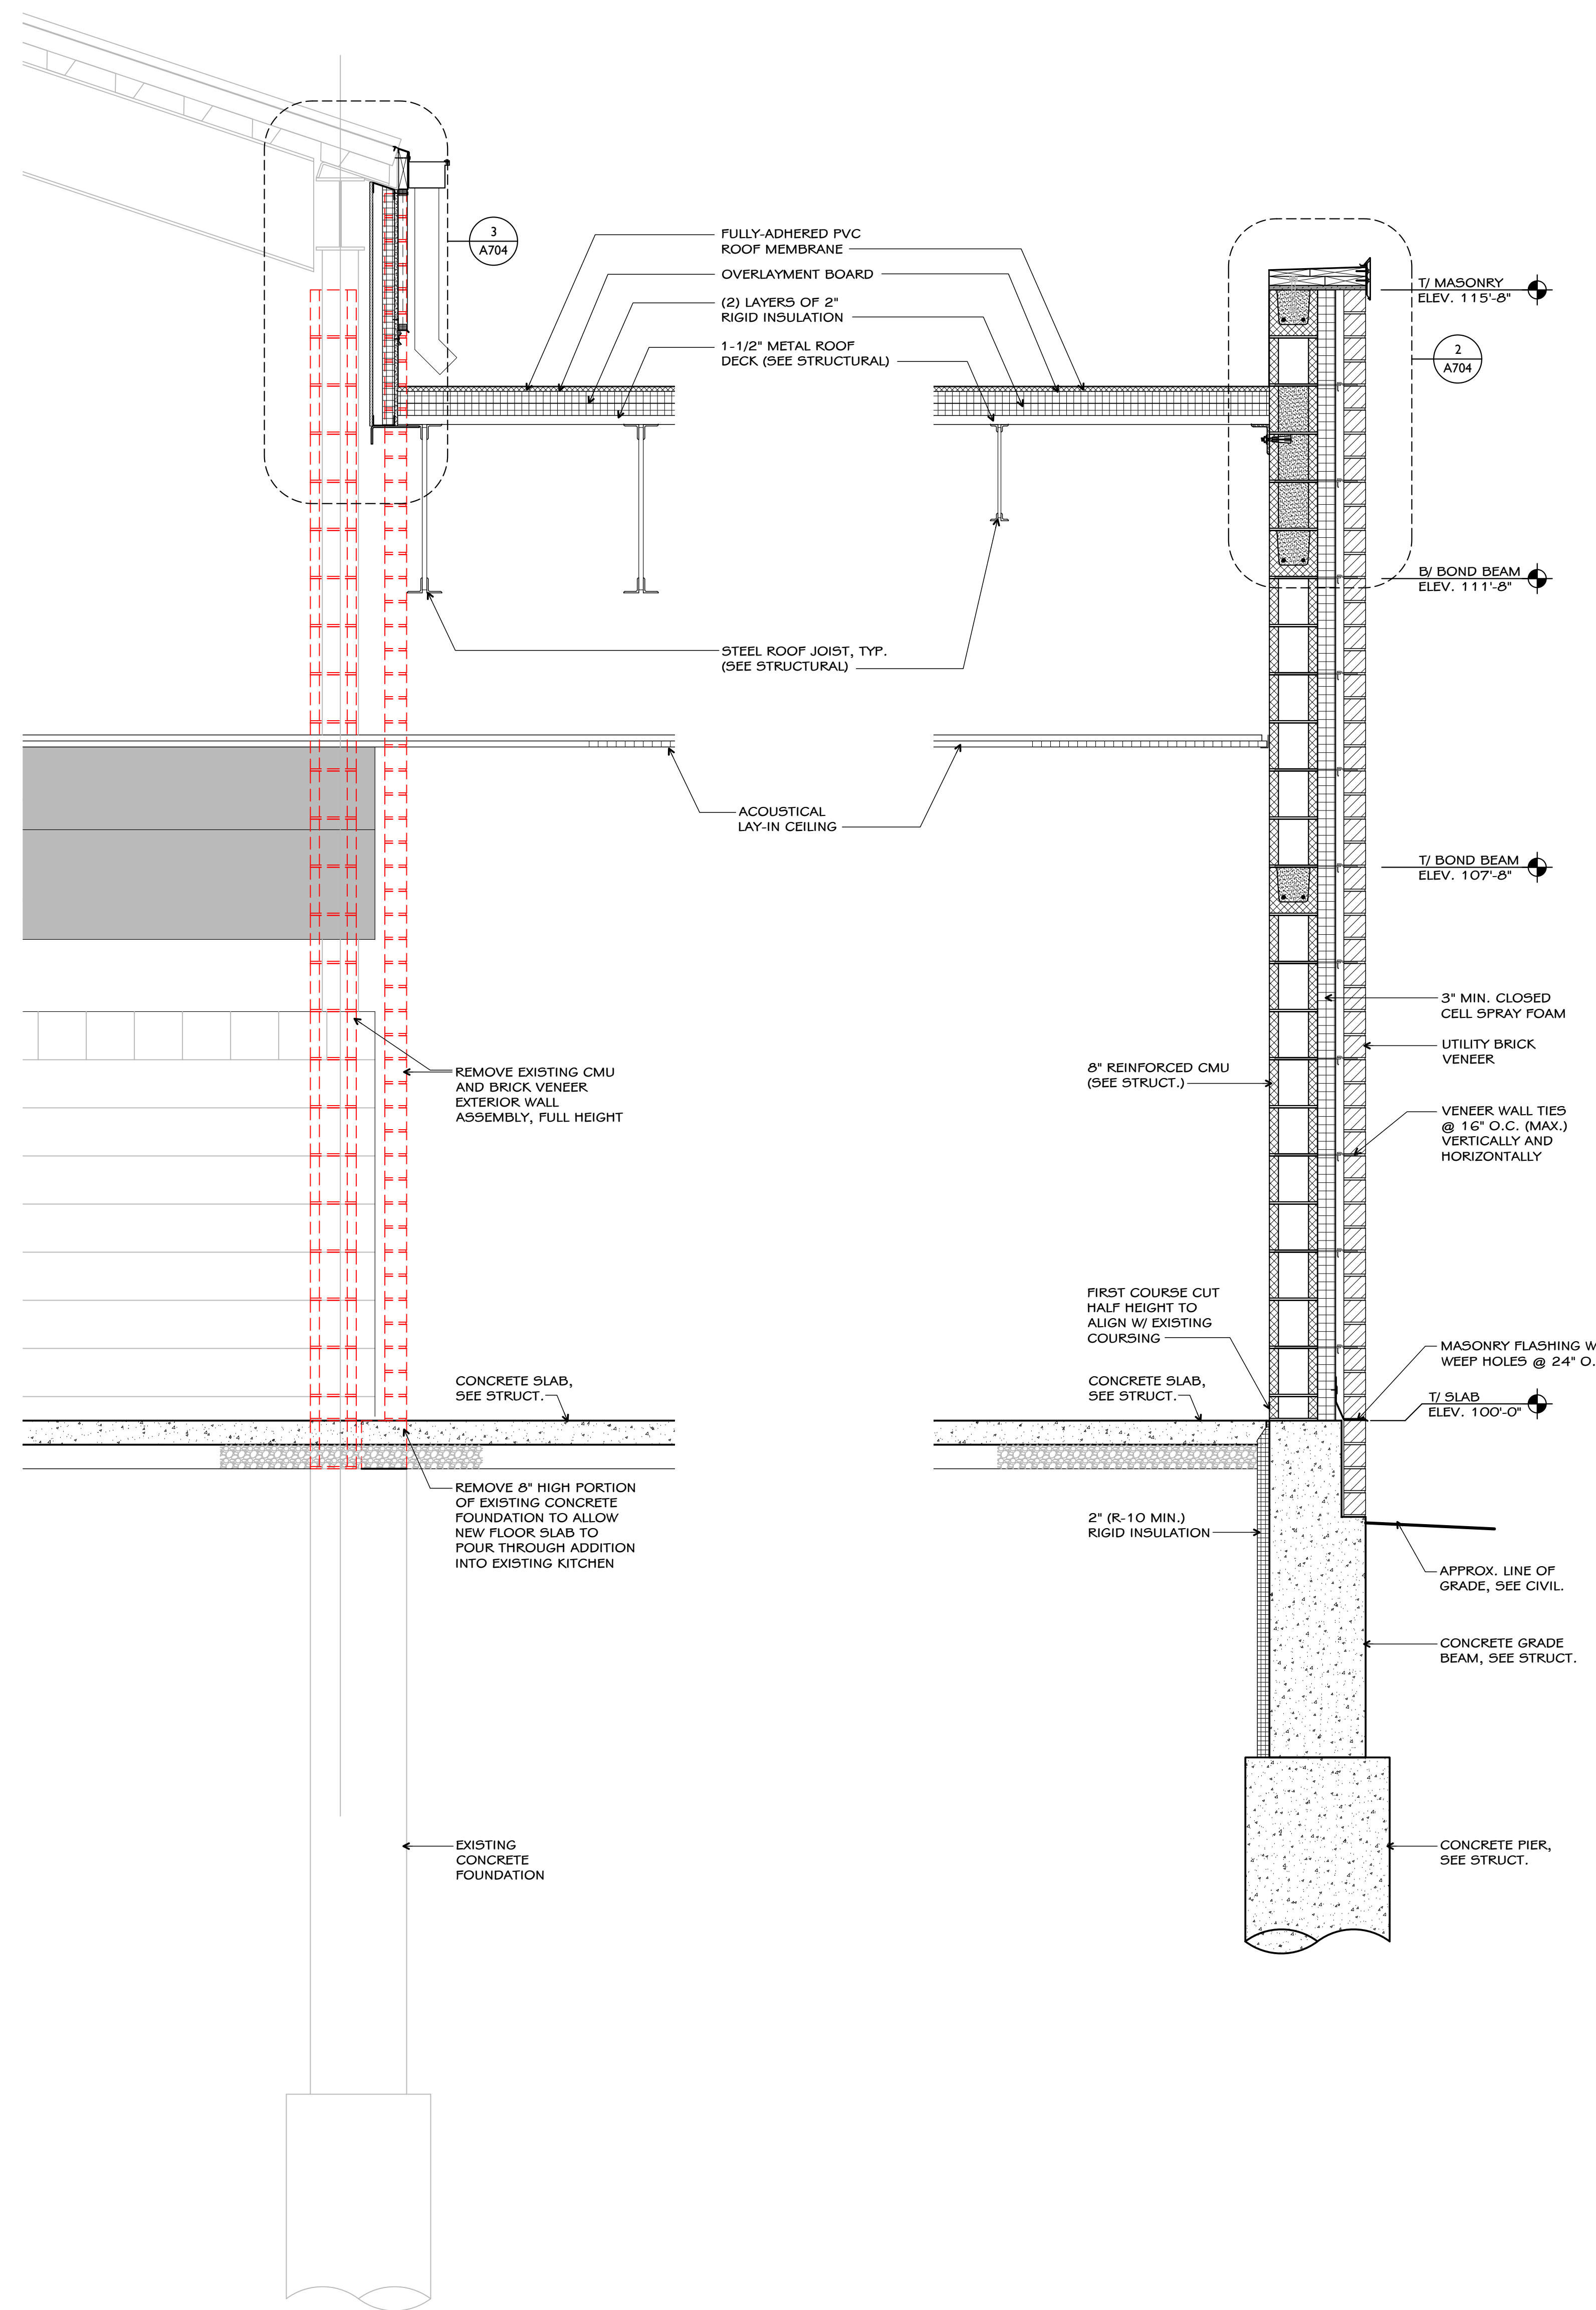 3
A704
FULLY-ADHERED PVC
ROOF MEMBRANE
OVERLAYMENT BOARD
(2) LAYERS OF 2"
RIGID INSULATION
1-1/2" METAL ROOF
DECK (SEE STRUCTURAL)
T/ MASONRY
ELEV. 115'-8"
2
A704
B/ BOND BEAM
ELEV. 111'-8"
STEEL ROOF JOIST, TYP.
(SEE STRUCTURAL)
ACOUSTICAL
LAY-IN CEILING
T/ BOND BEAM
ELEV. 107'-8"
3" MIN. CLOSED
CELL SPRAY FOAM
UTILITY BRICK
VENEER
REMOVE EXISTING CMU
AND BRICK VENEER
EXTERIOR WALL
ASSEMBLY, FULL HEIGHT
8" REINFORCED CMU
(SEE STRUCT.)
VENEER WALL TIES
@ 16" O.C. (MAX.)
VERTICALLY AND
HORIZONTALLY
FIRST COURSE CUT
HALF HEIGHT TO
ALIGN W/ EXISTING
COURSING
MASONRY FLASHING W
WEEP HOLES @ 24" O.
CONCRETE SLAB,
SEE STRUCT.
CONCRETE SLAB,
SEE STRUCT.
T/ SLAB
ELEV. 100'-0"
REMOVE 8" HIGH PORTION
OF EXISTING CONCRETE
FOUNDATION TO ALLOW
NEW FLOOR SLAB TO
POUR THROUGH ADDITION
INTO EXISTING KITCHEN
2" (R-10 MIN.)
RIGID INSULATION
APPROX. LINE OF
GRADE, SEE CIVIL.
CONCRETE GRADE
BEAM, SEE STRUCT.
EXISTING
CONCRETE
FOUNDATION
CONCRETE PIER,
SEE STRUCT.